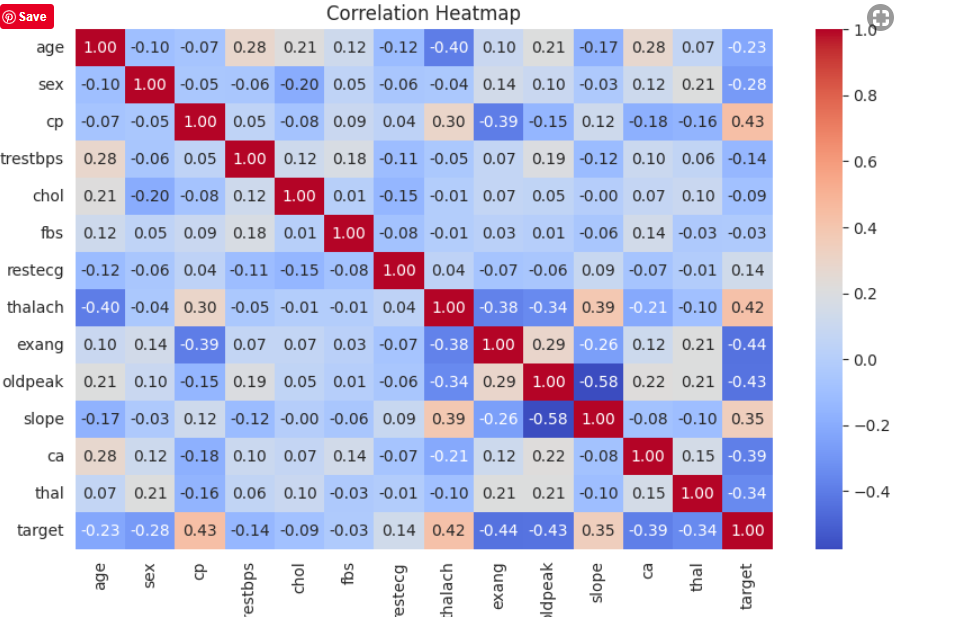 Save
Correlation Heatmap
age 1.00 -0.10 -0.07 0.28 0.21 0.12 -0.12 -0.40 0.10 0.21 -0.17 0.28 0.07 -0.23
sex -0.10 1.00 -0.05 -0.06 -0.20 0.05 -0.06 -0.04 0.14 0.10 -0.03 0.12 0.21 -0.28
cp -0.07 -0.05 1.00 0.05 -0.08 0.09 0.04 0.30 -0.39 -0.15 0.12 -0.18 -0.16 0.43
trestbps 0.28 -0.06 0.05 1.00 0.12 0.18 -0.11 -0.05 0.07 0.19 -0.12 0.10 0.06 -0.14
chol 0.21 -0.20 -0.08 0.12 1.00 0.01 -0.15 -0.01 0.07 0.05 -0.00 0.07 0.10 -0.09
fbs 0.12 0.05 0.09 0.18 0.01 1.00 -0.08 -0.01 0.03 0.01 -0.06 0.14 -0.03 -0.03
restecg -0.12 -0.06 0.04 -0.11 -0.15 -0.08 1.00 0.04 -0.07 -0.06 0.09 -0.07 -0.01 0.14
thalach -0.40 -0.04 0.30 -0.05 -0.01 -0.01 0.04 1.00 -0.38 -0.34 0.39 -0.21 -0.10 0.42
exang 0.10 0.14 -0.39 0.07 0.07 0.03 -0.07 -0.38 1.00 0.29 -0.26 0.12 0.21 -0.44
oldpeak 0.21 0.10 -0.15 0.19 0.05 0.01 -0.06 -0.34 0.29 1.00 -0.58 0.22 0.21 -0.43
slope -0.17 -0.03 0.12 -0.12 -0.00 -0.06 0.09 0.39 -0.26 -0.58 1.00 -0.08 -0.10 0.35
ca 0.28 0.12 -0.18 0.10 0.07 0.14 -0.07 -0.21 0.12 0.22 -0.08 1.00 0.15 -0.39
thal 0.07 0.21 -0.16 0.06 0.10 -0.03 -0.01 -0.10 0.21 0.21 -0.10 0.15 1.00 -0.34
target -0.23 -0.28 0.43 -0.14 -0.09 -0.03 0.14 0.42 -0.44 -0.43 0.35 -0.39 -0.34 1.00
age sex cp restbps chol fbs estecg halach exang oldpeak slope ca thal target
1.0
0.8
0.6
0.4
0.2
0.0
−0.2
−0.4